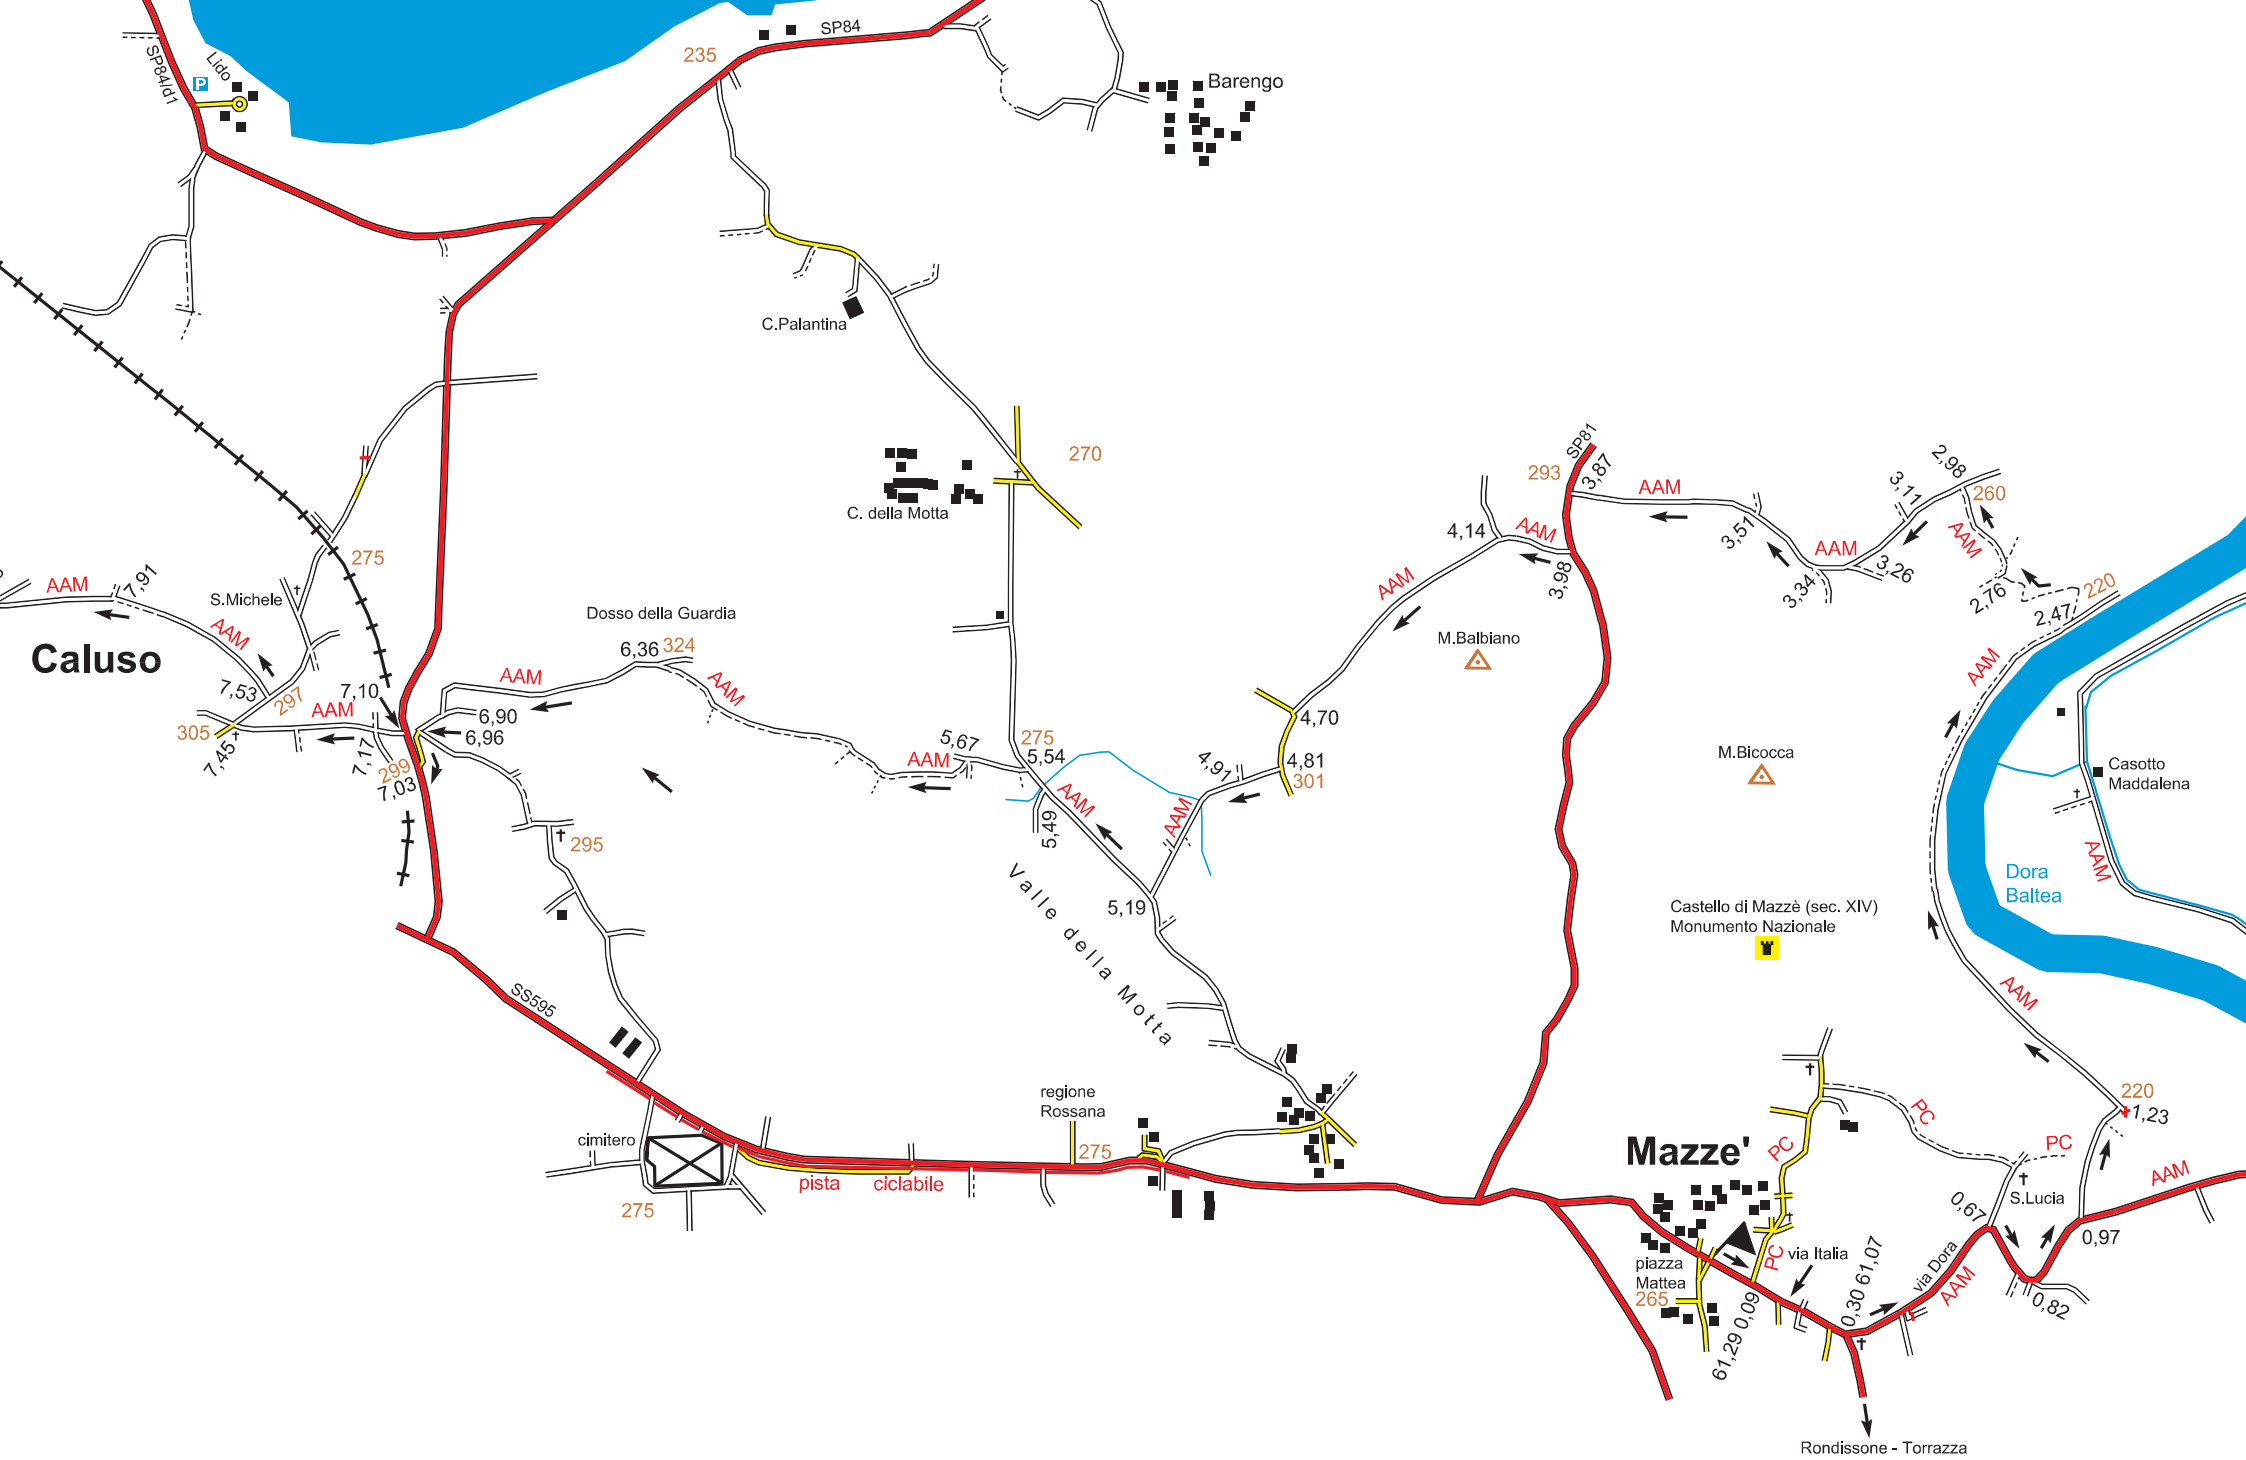 SP84
235
SP84/d1
Lido
P
Barengo
C.Palantina
270
C. della Motta
SP81
293
3,87
AAM
2,98
3,11
260
AAM
3,51
AAM
3,26
3,34
2,76
2,47
220
4,14
AAM
3,98
AAM
275
AAM
7,91
S.Michele
AAM
Caluso
7,53
297
305
7,45
7,10
AAM
7,17
299
7,03
Dosso della Guardia
6,36
324
AAM
AAM
6,90
6,96
5,67
AAM
275
5,54
AAM
5,49
4,91
AAM
4,70
4,81
301
5,19
M.Balbiano
M.Bicocca
AAM
Casotto
Maddalena
AAM
Dora
Baltea
295
Valle della Motta
Castello di Mazzè (sec. XIV)
Monumento Nazionale
AAM
SS595
220
1,23
PC
PC
PC
regione
Rossana
275
cimitero
275
pista
ciclabile
Mazze'
S.Lucia
0,67
AAM
0,97
0,82
via Dora
AAM
via Italia
PC
piazza
Mattea
265
61,29 0,09
0,30 61,07
Rondissone - Torrazza